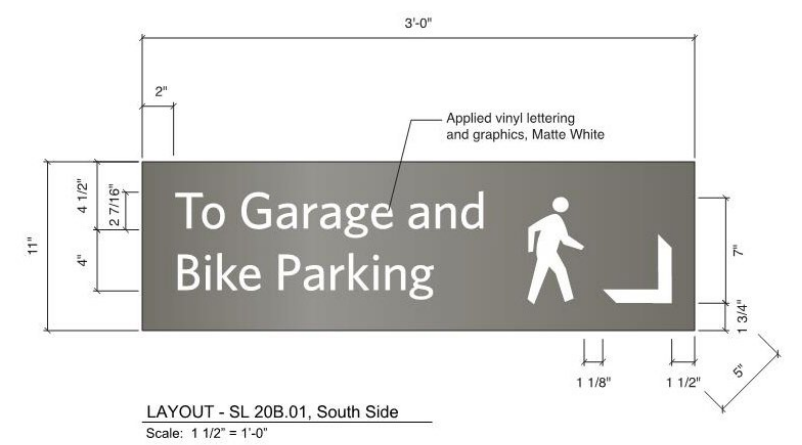 3'-0"
2"
Applied vinyl lettering
and graphics, Matte White
11"
4 1/2"
2 7/16"
4"
To Garage and
Bike Parking
7"
1 3/4"
1 1/8"
1 1/2"
5"
LAYOUT - SL 20B.01, South Side
Scale: 1 1/2" = 1'-0"